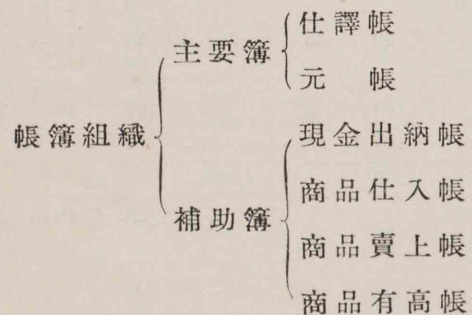 帳簿組織
主要簿
仕譯帳
元帳
補助簿
現金出納帳
商品仕入帳
商品賣上帳
商品有高帳